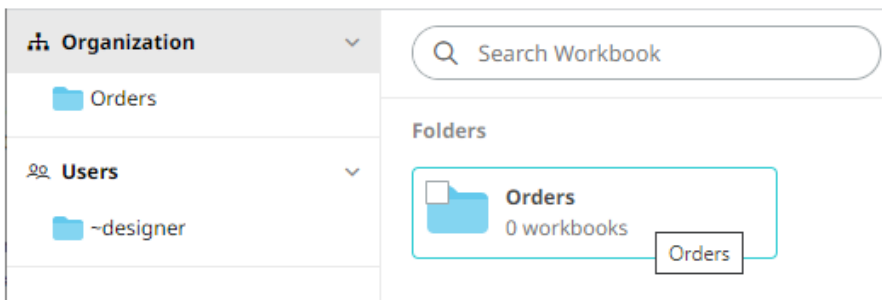 Organization
Orders
Users
~designer
Search Workbook
Folders
Orders
0 workbooks
Orders